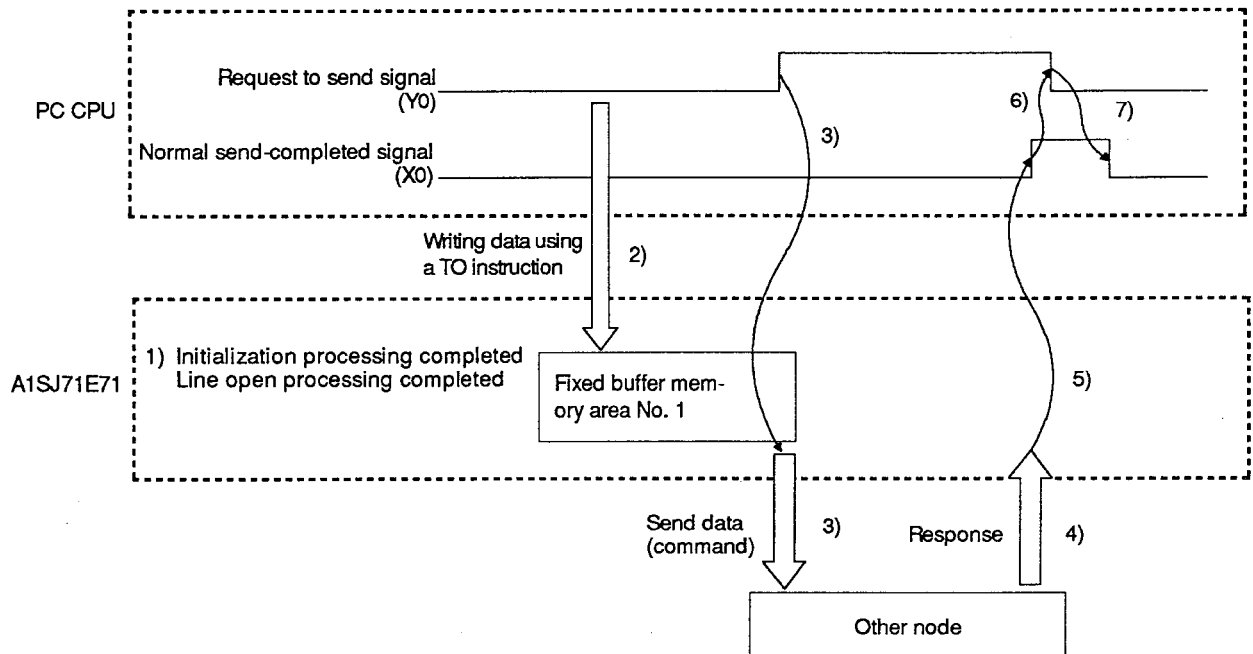 PC CPU
Request to send signal
(Y0)
Normal send-completed signal
(X0)
3)
6)
7)
Writing data using
a TO instruction
2)
A1SJ71E71
1) Initialization processing completed
Line open processing completed
Fixed buffer mem-
ory area No. 1
5)
Send data
(command)
3)
Response
4)
Other node